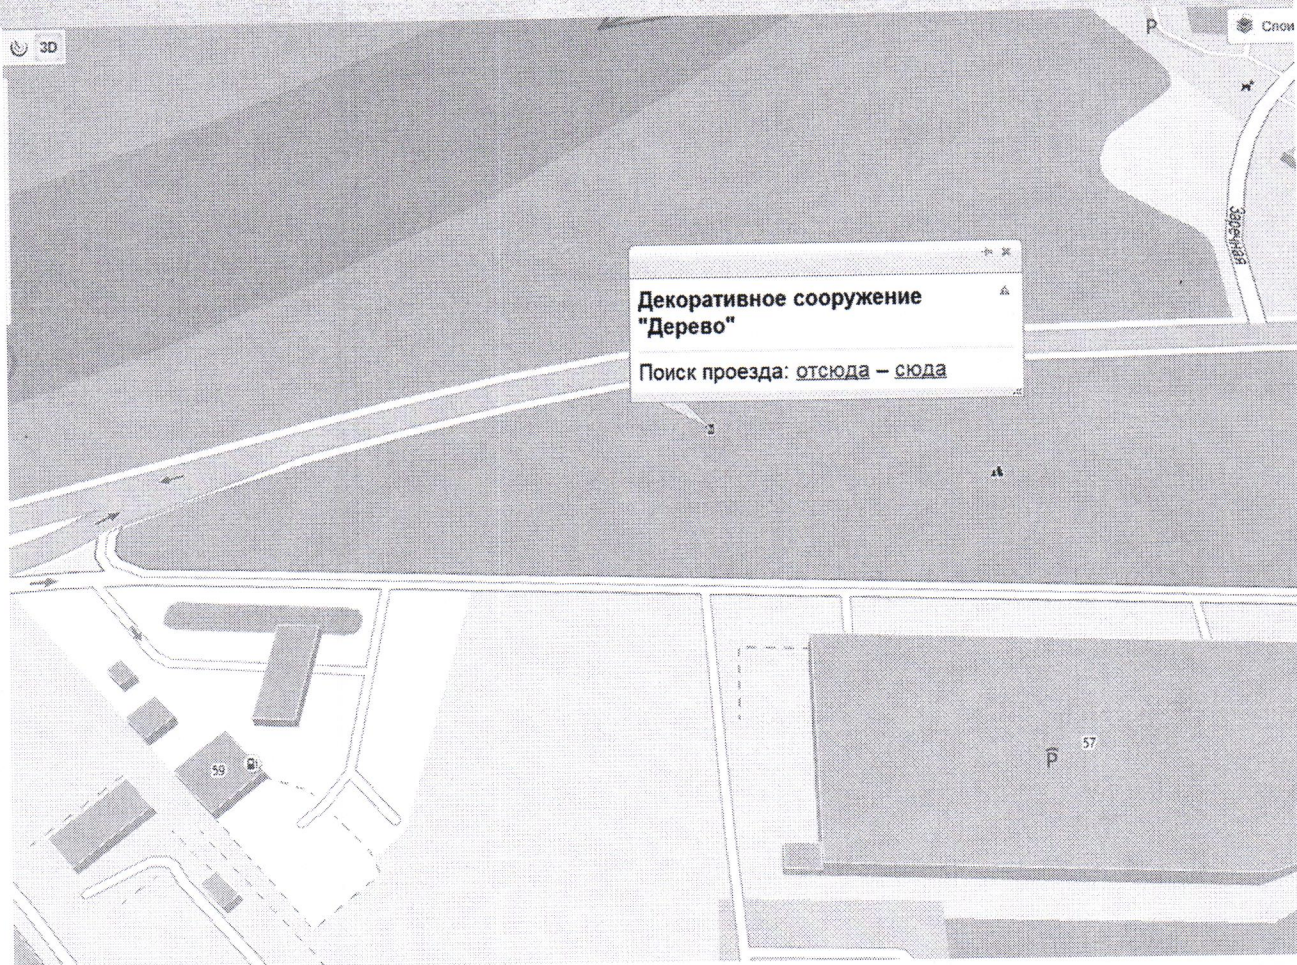 3D
P
Слои
Заречная
Декоративное сооружение
"Дерево"
Поиск проезда: отсюда – сюда
57
P
59